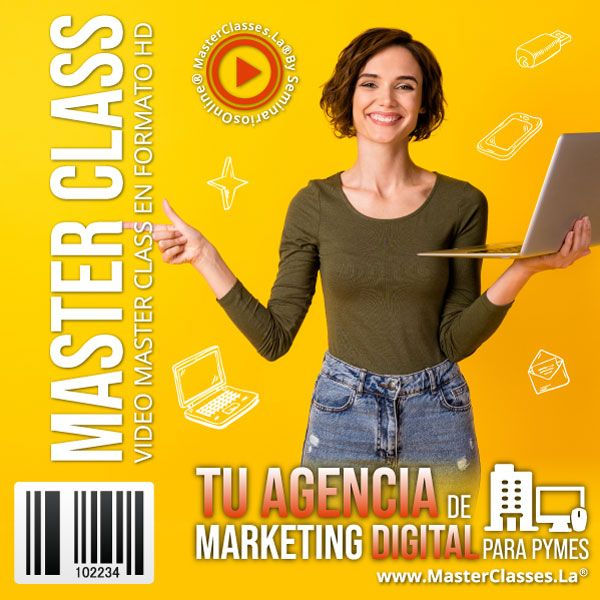 MASTER CLASS
VIDEO MASTER CLASS EN FORMATO HD
MasterClasses.La®By SeminariosOnline®
TU AGENCIA DE
MARKETING DIGITAL PARA PYMES
www.MasterClasses.La®
102234